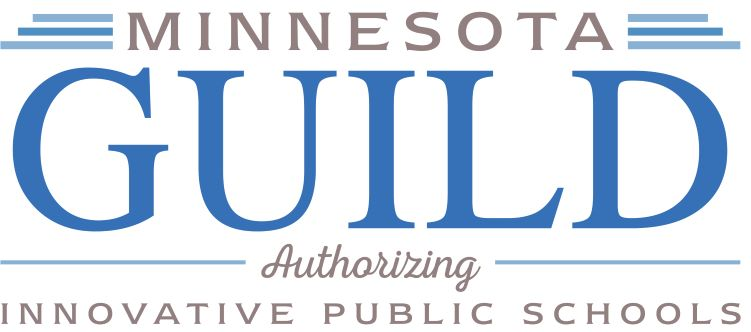 MINNESOTA
GUILD
Authorizing
INNOVATIVE PUBLIC SCHOOLS